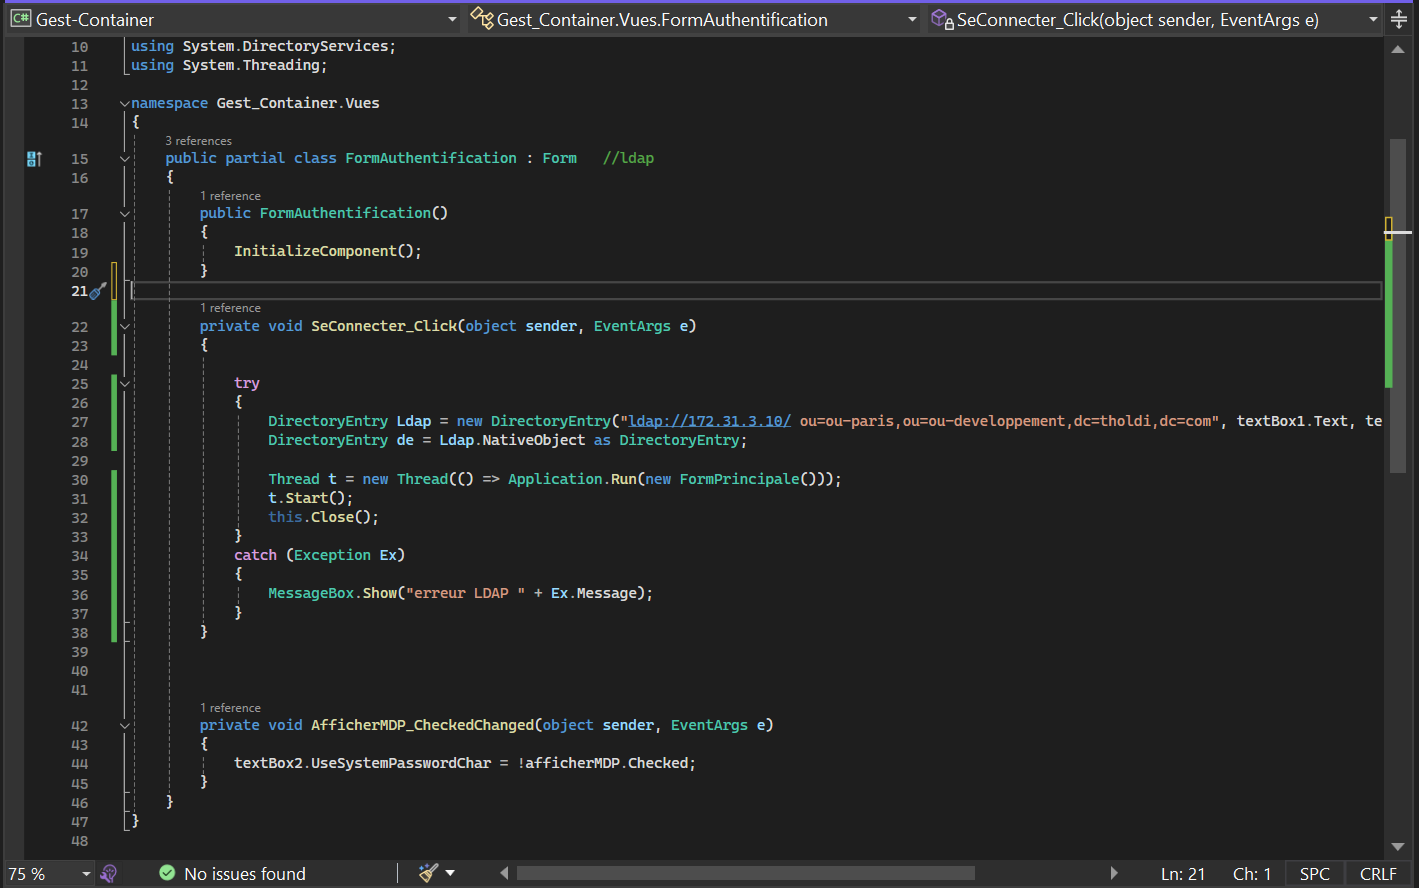 C# Gest-Container
Gest_Container.Vues.FormAuthentification
SeConnecter_Click(object sender, EventArgs e)
10 using System.DirectoryServices;
11 using System.Threading;
12
13 namespace Gest_Container.Vues
14 {
3 references
15 public partial class FormAuthentification : Form //ldap
16 {
1 reference
17 public FormAuthentification()
18 {
19 InitializeComponent();
20 }
21
1 reference
22 private void SeConnecter_Click(object sender, EventArgs e)
23 {
24
25 try
26 {
27 DirectoryEntry Ldap = new DirectoryEntry("ldap://172.31.3.10/ ou=ou-paris,ou=ou-developpement,dc=tholdi,dc=com", textBox1.Text, te
28 DirectoryEntry de = Ldap.NativeObject as DirectoryEntry;
29
30 Thread t = new Thread(() => Application.Run(new FormPrincipale()));
31 t.Start();
32 this.Close();
33 }
34 catch (Exception Ex)
35 {
36 MessageBox.Show("erreur LDAP " + Ex.Message);
37 }
38 }
39
40
41
1 reference
42 private void AfficherMDP_CheckedChanged(object sender, EventArgs e)
43 {
44 textBox2.UseSystemPasswordChar = !afficherMDP.Checked;
45 }
46 }
47 }
48
75 % No issues found Ln: 21 Ch: 1 SPC CRLF